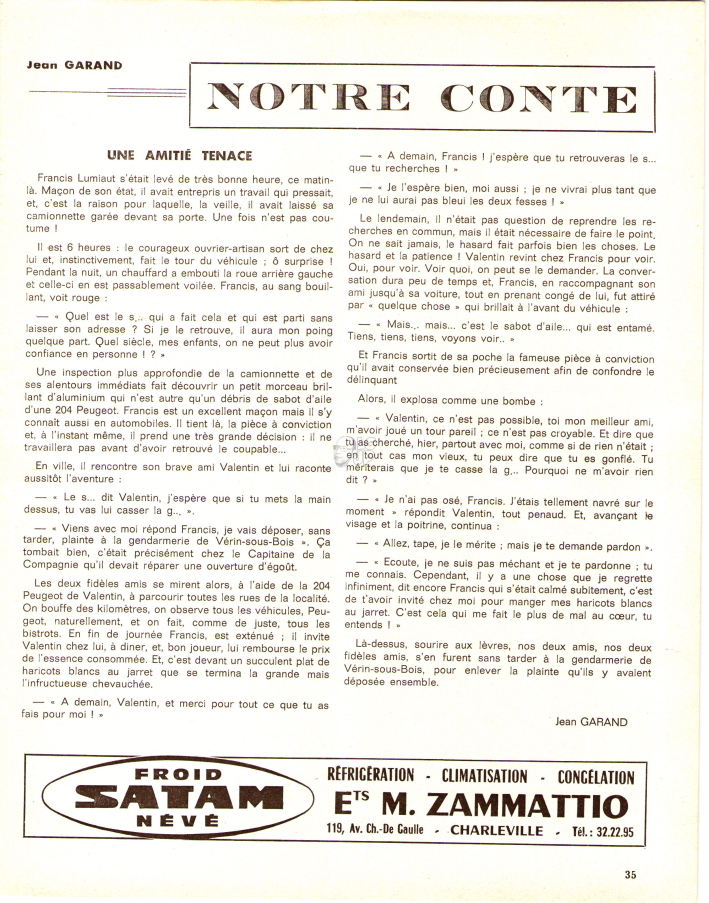 Jean GARAND
NOTRE CONTE
UNE AMITIÉ TENACE
Francis Lumiaut s'était levé de très bonne heure, ce matin-
là. Maçon de son état, il avait entrepris un travail qui pressait,
et, c'est la raison pour laquelle, la veille, il avait laissé sa
camionnette garée devant sa porte. Une fois n'est pas cou-
tume !
Il est 6 heures : le courageux ouvrier-artisan sort de chez
lui et, instinctivement, fait le tour du véhicule ; ô surprise !
Pendant la nuit, un chauffard a embouti la roue arrière gauche
et celle-ci en est passablement voilée. Francis, au sang bouil-
lant, voit rouge :
— « Quel est le s... qui a fait cela et qui est parti sans
laisser son adresse ? Si je le retrouve, il aura mon poing
quelque part. Quel siècle, mes enfants, on ne peut plus avoir
confiance en personne ! ? »
Une inspection plus approfondie de la camionnette et de
ses alentours immédiats fait découvrir un petit morceau bril-
lant d'aluminium qui n'est autre qu'un débris de sabot d'aile
d'une 204 Peugeot. Francis est un excellent maçon mais il s'y
connaît aussi en automobiles. Il tient là, la pièce à conviction
et, à l'instant même, il prend une très grande décision : il ne
travaillera pas avant d'avoir retrouvé le coupable...
En ville, il rencontre son brave ami Valentin et lui raconte
aussitôt l'aventure :
— « Le s... dit Valentin, j'espère que si tu mets la main
dessus, tu vas lui casser la g... ».
— « Viens avec moi répond Francis, je vais déposer, sans
tarder, plainte à la gendarmerie de Vérin-sous-Bois ». Ça
tombait bien, c'était précisément chez le Capitaine de la
Compagnie qu'il devait réparer une ouverture d'égoût.
Les deux fidèles amis se mirent alors, à l'aide de la 204
Peugeot de Valentin, à parcourir toutes les rues de la localité.
On bouffe des kilomètres, on observe tous les véhicules, Peu-
geot, naturellement, et on fait, comme de juste, tous les
bistrots. En fin de journée Francis, est exténué ; il invite
Valentin chez lui, à diner, et, bon joueur, lui rembourse le prix
de l'essence consommée. Et, c'est devant un succulent plat de
haricots blancs au jarret que se termina la grande mais
l'infructueuse chevauchée.
— « A demain, Valentin, et merci pour tout ce que tu as
fais pour moi ! »
— « A demain, Francis ! j'espère que tu retrouveras le s...
que tu recherches ! »
— « Je l'espère bien, moi aussi ; je ne vivrai plus tant que
je ne lui aurai pas bleui les deux fesses ! »
Le lendemain, il n'était pas question de reprendre les re-
cherches en commun, mais il était nécessaire de faire le point.
On ne sait jamais, le hasard fait parfois bien les choses. Le
hasard et la patience ! Valentin revint chez Francis pour voir.
Oui, pour voir. Voir quoi, on peut se le demander. La conver-
sation dura peu de temps et, Francis, en raccompagnant son
ami jusqu'à sa voiture, tout en prenant congé de lui, fut attiré
par « quelque chose » qui brillait à l'avant du véhicule :
— « Mais... mais... c'est le sabot d'aile... qui est entamé.
Tiens, tiens, tiens, voyons voir.. »
Et Francis sortit de sa poche la fameuse pièce à conviction
qu'il avait conservée bien précieusement afin de confondre le
délinquant
Alors, il explosa comme une bombe :
— « Valentin, ce n'est pas possible, toi mon meilleur ami,
m'avoir joué un tour pareil ; ce n'est pas croyable. Et dire que
tu as cherché, hier, partout avec moi, comme si de rien n'était ;
en tout cas mon vieux, tu peux dire que tu es gonflé. Tu
mériterais que je te casse la g... Pourquoi ne m'avoir rien
dit ? »
— « Je n'ai pas osé, Francis. J'étais tellement navré sur le
moment » répondit Valentin, tout penaud. Et, avançant le
visage et la poitrine, continua :
— « Allez, tape, je le mérite ; mais je te demande pardon ».
— « Ecoute, je ne suis pas méchant et je te pardonne ; tu
me connais. Cependant, il y a une chose que je regrette
infiniment, dit encore Francis qui s'était calmé subitement, c'est
de t'avoir invité chez moi pour manger mes haricots blancs
au jarret. C'est cela qui me fait le plus de mal au cœur, tu
entends ! »
Là-dessus, sourire aux lèvres, nos deux amis, nos deux
fidèles amis, s'en furent sans tarder à la gendarmerie de
Vérin-sous-Bois, pour enlever la plainte qu'ils y avaient
déposée ensemble.
Jean GARAND
FROID
SATAM
NÉVÉ
RÉFRIGÉRATION - CLIMATISATION - CONGÉLATION
ETS M. ZAMMATTIO
119, Av. Ch.-De Gaulle - CHARLEVILLE - Tél. : 32.22.95
35